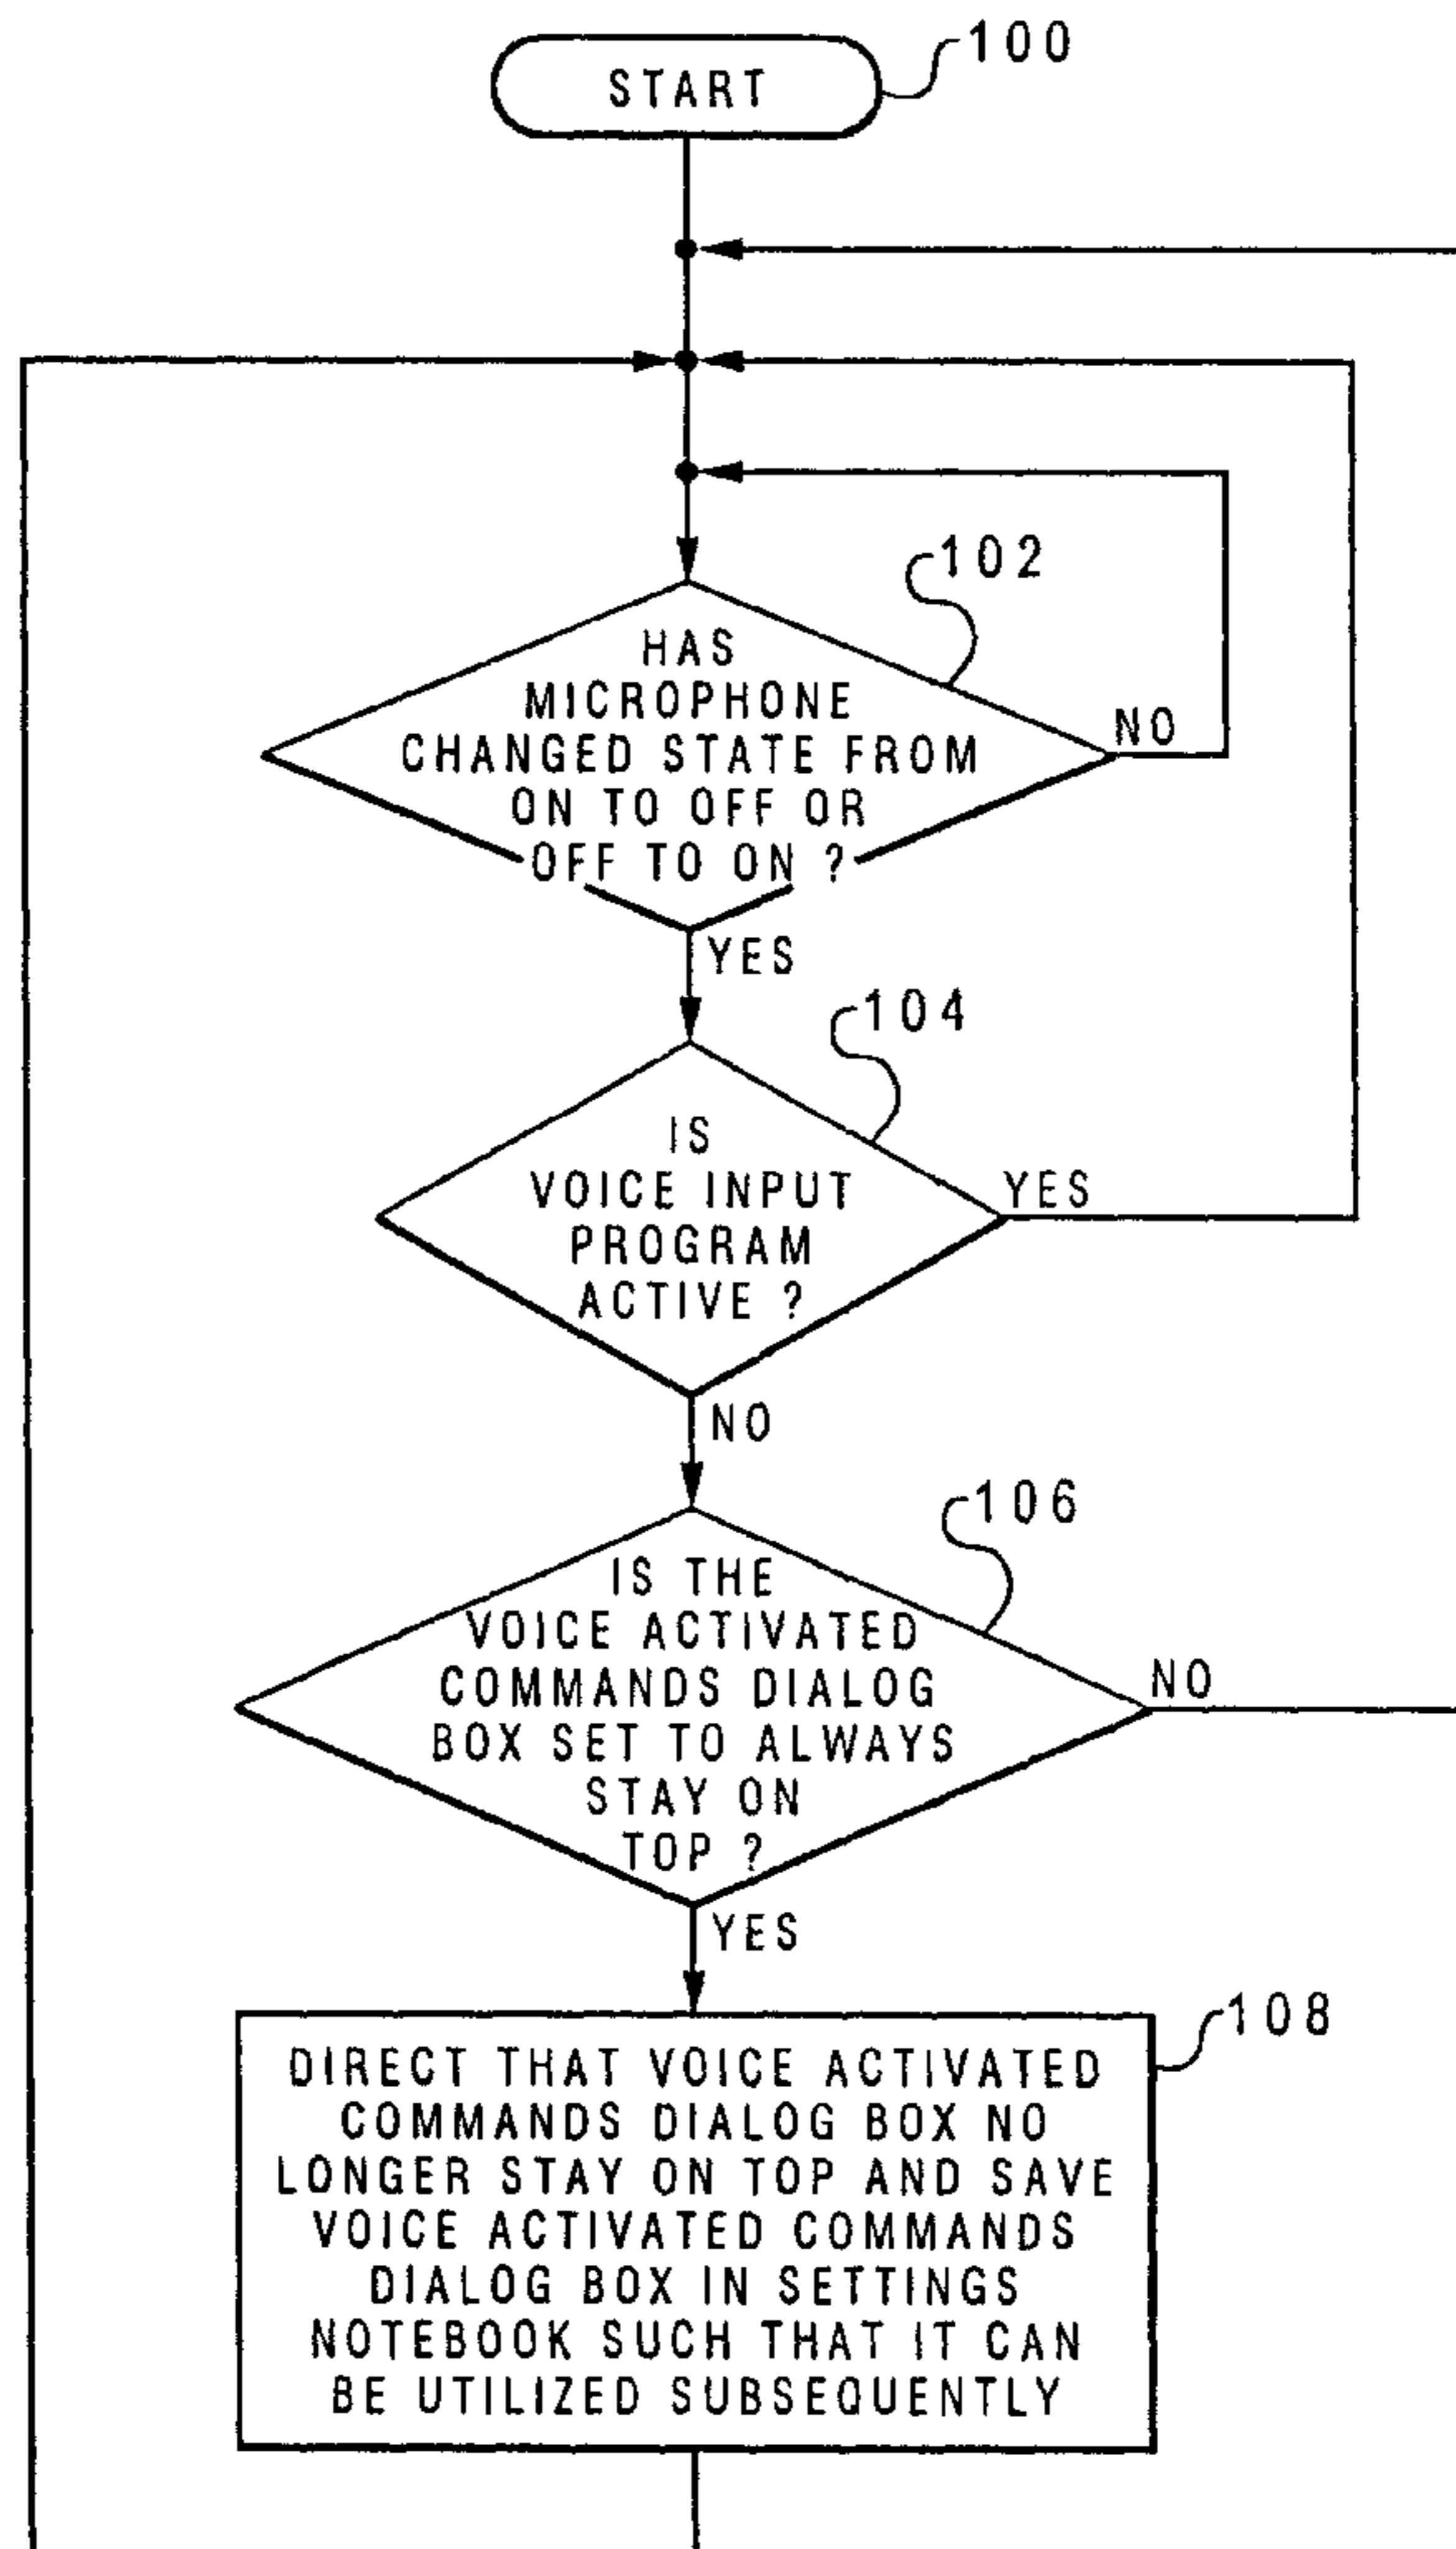 START
100
102
HAS
MICROPHONE
CHANGED STATE FROM
ON TO OFF OR
OFF TO ON ?
NO
YES
104
IS
VOICE INPUT
PROGRAM
ACTIVE ?
YES
NO
106
IS THE
VOICE ACTIVATED
COMMANDS DIALOG
BOX SET TO ALWAYS
STAY ON
TOP ?
NO
YES
108
DIRECT THAT VOICE ACTIVATED
COMMANDS DIALOG BOX NO
LONGER STAY ON TOP AND SAVE
VOICE ACTIVATED COMMANDS
DIALOG BOX IN SETTINGS
NOTEBOOK SUCH THAT IT CAN
BE UTILIZED SUBSEQUENTLY